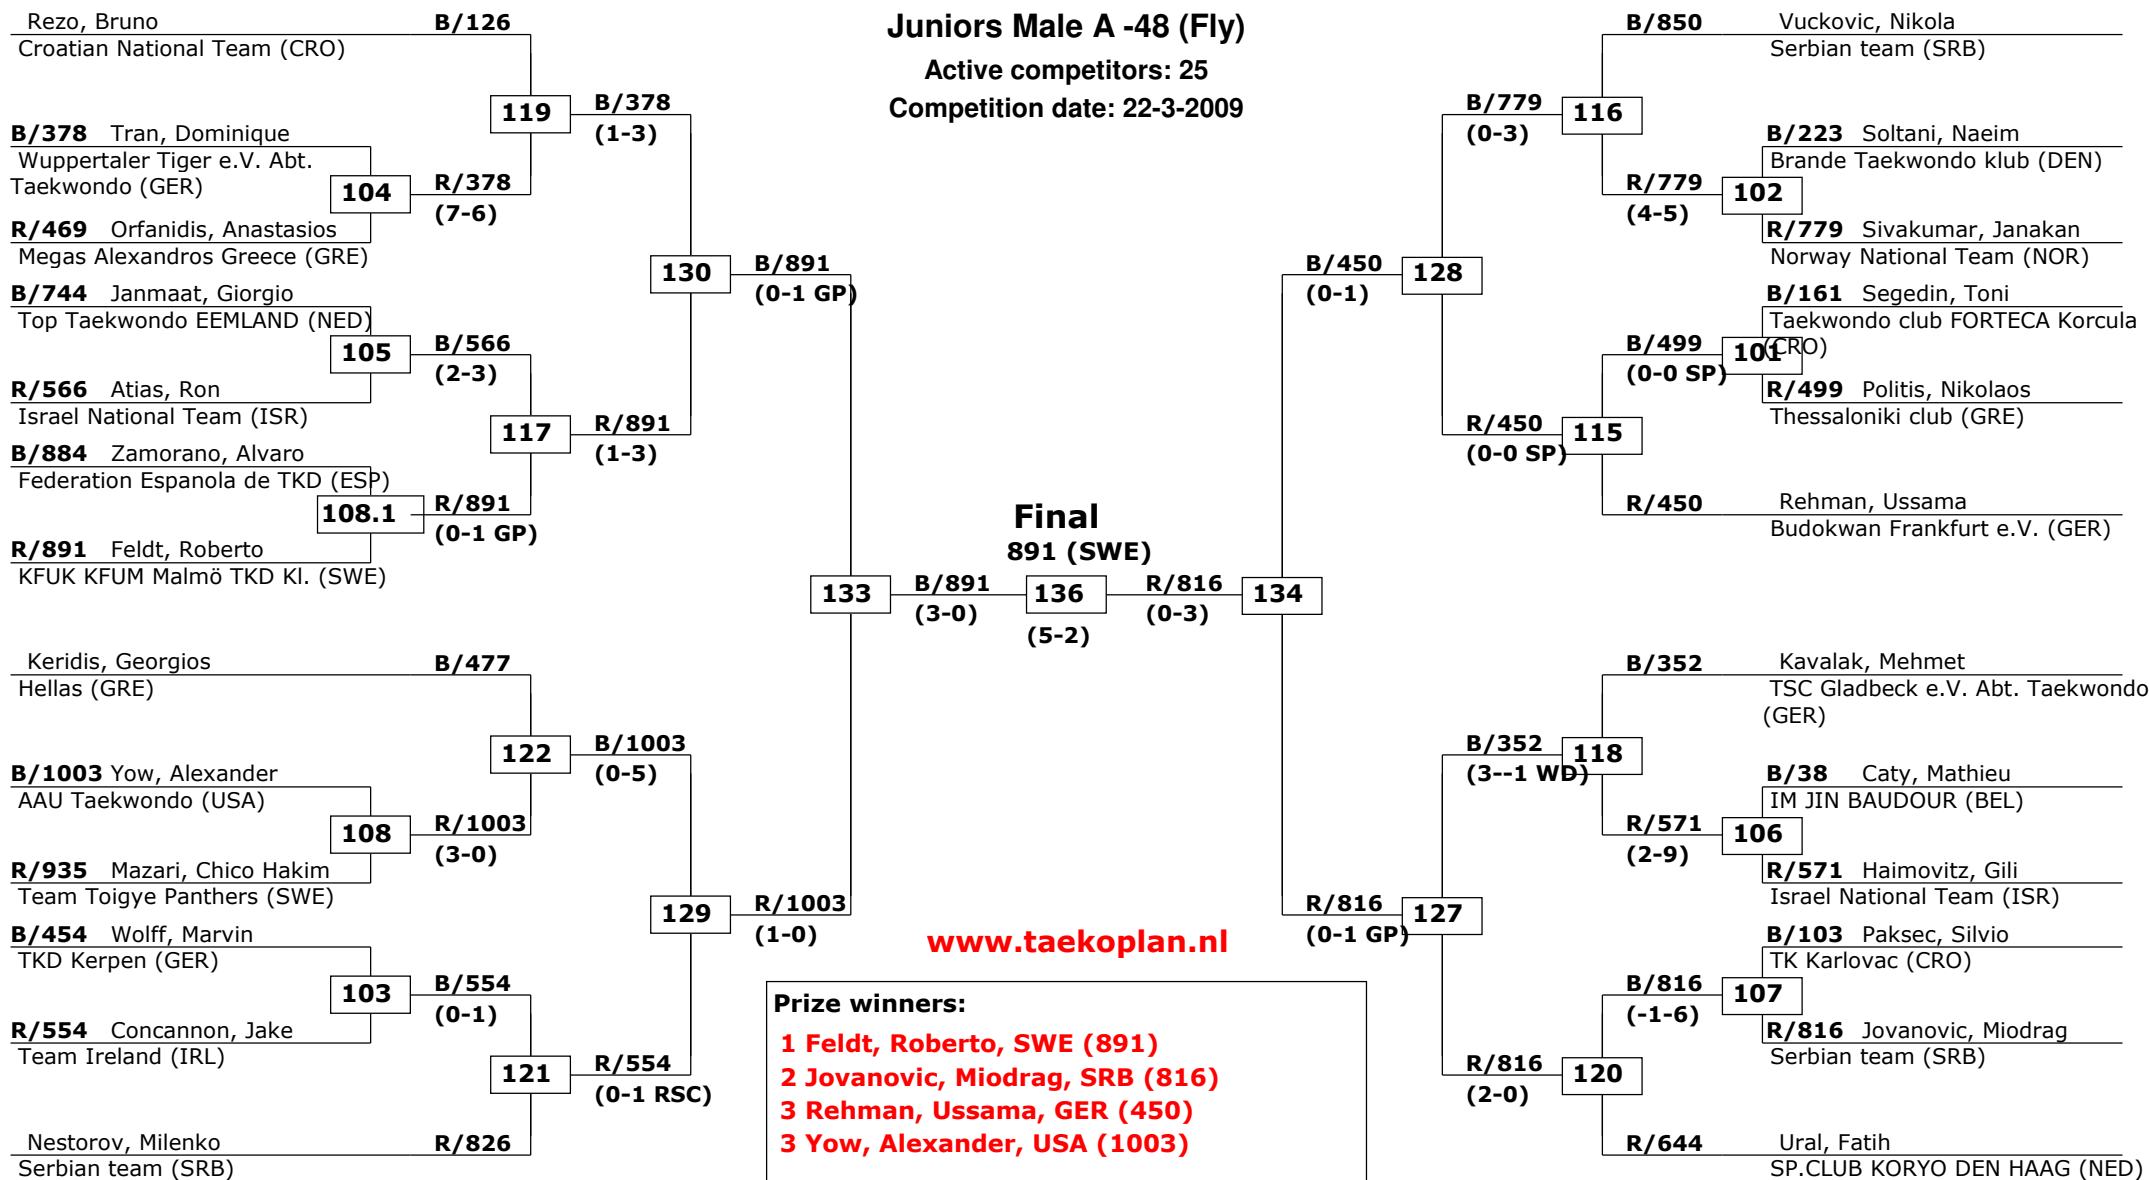 Juniors Male A -48 (Fly)
Active competitors: 25
Competition date: 22-3-2009
Rezo, Bruno
B/126
Croatian National Team (CRO)
119
B/378
(1-3)
B/378 Tran, Dominique
Wuppertaler Tiger e.V. Abt.
Taekwondo (GER)
104
R/378
(7-6)
R/469 Orfanidis, Anastasios
Megas Alexandros Greece (GRE)
130
B/891
(0-1 GP)
B/744 Janmaat, Giorgio
Top Taekwondo EEMLAND (NED)
105
B/566
(2-3)
R/566 Atias, Ron
Israel National Team (ISR)
117
R/891
(1-3)
B/884 Zamorano, Alvaro
Federation Espanola de TKD (ESP)
108.1
R/891
(0-1 GP)
R/891 Feldt, Roberto
KFUK KFUM Malmö TKD Kl. (SWE)
133
B/891
(3-0)
Final
891 (SWE)
136
(5-2)
R/816
(0-3)
134
Keridis, Georgios
B/477
Hellas (GRE)
122
B/1003
(0-5)
B/1003 Yow, Alexander
AAU Taekwondo (USA)
108
R/1003
(3-0)
R/935 Mazari, Chico Hakim
Team Toigye Panthers (SWE)
129
R/1003
(1-0)
B/454 Wolff, Marvin
TKD Kerpen (GER)
103
B/554
(0-1)
R/554 Concannon, Jake
Team Ireland (IRL)
121
R/554
(0-1 RSC)
Nestorov, Milenko
R/826
Serbian team (SRB)
B/850
Vuckovic, Nikola
Serbian team (SRB)
B/779
(0-3)
116
B/223 Soltani, Naeim
Brande Taekwondo klub (DEN)
R/779
(4-5)
102
R/779 Sivakumar, Janakan
Norway National Team (NOR)
B/450
(0-1)
128
B/161 Segedin, Toni
Taekwondo club FORTECA Korcula
(CRO)
B/499
(0-0 SP)
101
R/499 Politis, Nikolaos
Thessaloniki club (GRE)
R/450
(0-0 SP)
115
R/450
Rehman, Ussama
Budokwan Frankfurt e.V. (GER)
B/352
Kavalak, Mehmet
TSC Gladbeck e.V. Abt. Taekwondo
(GER)
B/352
(3--1 WD)
118
B/38 Caty, Mathieu
IM JIN BAUDOUR (BEL)
R/571
(2-9)
106
R/571 Haimovitz, Gili
Israel National Team (ISR)
R/816
(0-1 GP)
127
B/103 Paksec, Silvio
TK Karlovac (CRO)
B/816
(-1-6)
107
R/816 Jovanovic, Miodrag
Serbian team (SRB)
R/816
(2-0)
120
R/644
Ural, Fatih
SP.CLUB KORYO DEN HAAG (NED)
www.taekoplan.nl
Prize winners:
1 Feldt, Roberto, SWE (891)
2 Jovanovic, Miodrag, SRB (816)
3 Rehman, Ussama, GER (450)
3 Yow, Alexander, USA (1003)